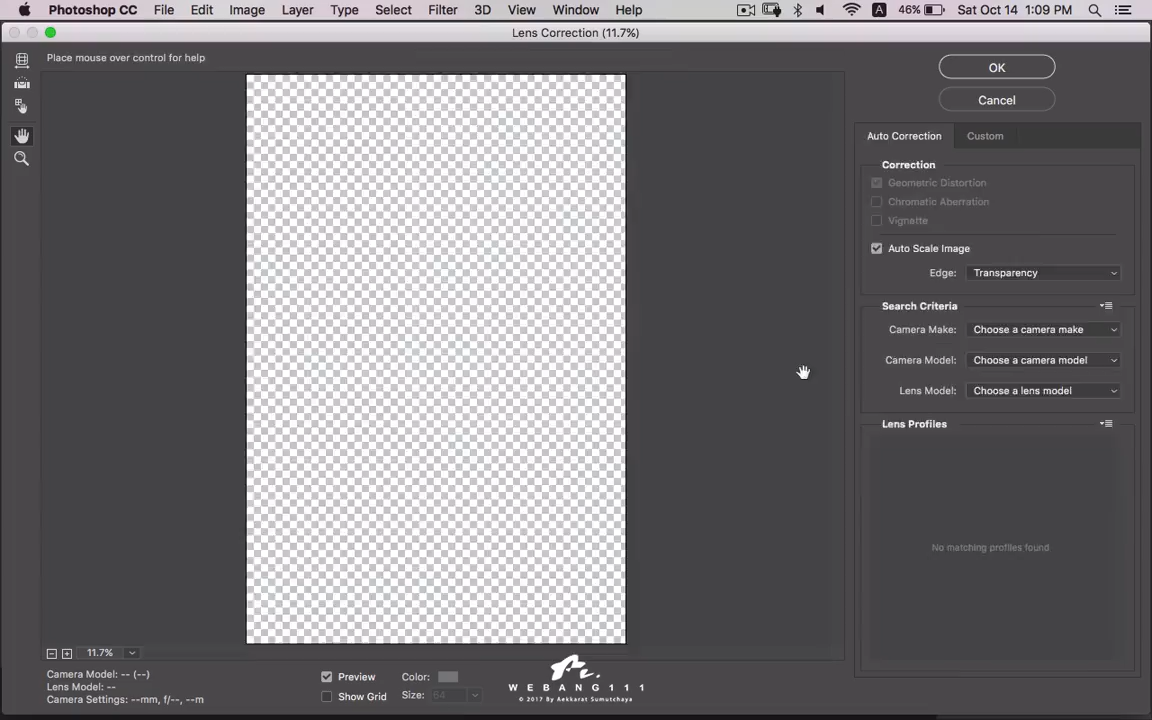 Photoshop CC File Edit Image Layer Type Select Filter 3D View Window Help A 46% Sat Oct 14 1:09 PM
Lens Correction (11.7%)
Place mouse over control for help
OK
Cancel
Auto Correction Custom
Correction
Geometric Distortion
Chromatic Aberration
Vignette
Auto Scale Image
Edge: Transparency
Search Criteria
Camera Make: Choose a camera make
Camera Model: Choose a camera model
Lens Model: Choose a lens model
Lens Profiles
No matching profiles found
11.7%
Camera Model: -- (--)
Lens Model: --
Camera Settings: --mm, f/--, --m
Preview Color:
Show Grid Size: 64
WEBANG111
© 2017 By Aekkarat Sumutchaya